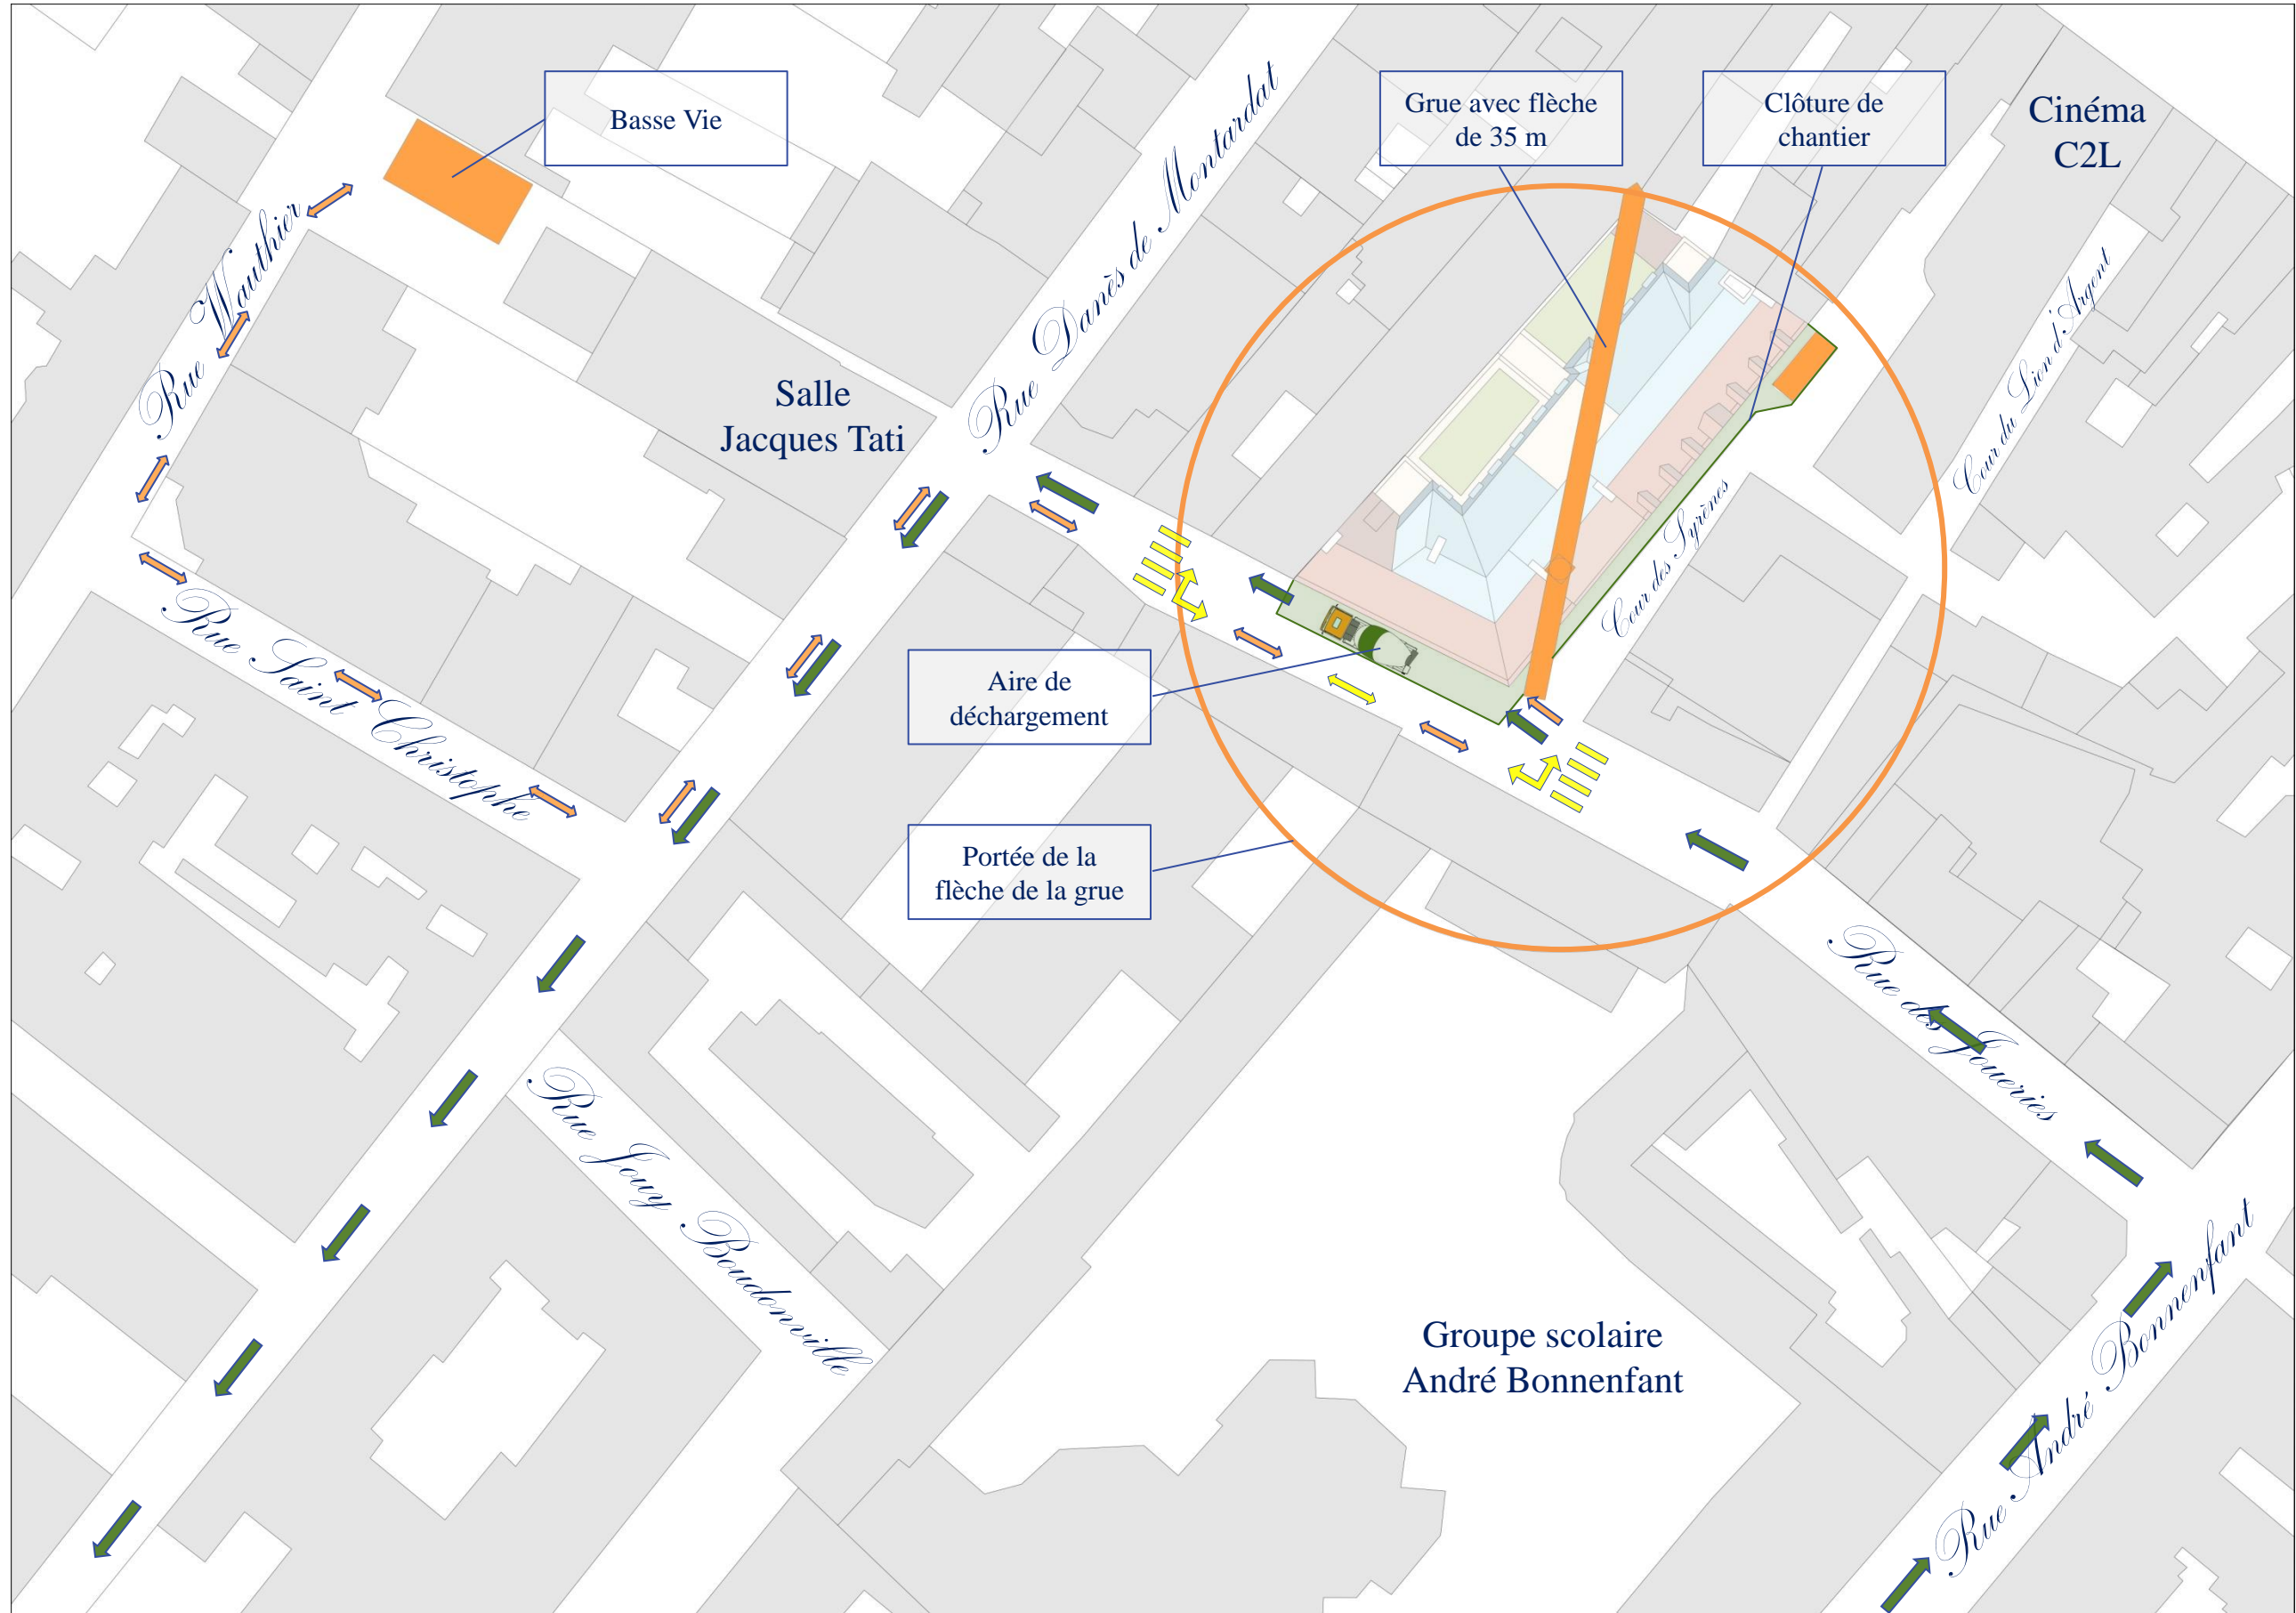 Basse Vie
Grue avec flèche
de 35 m
Clôture de
chantier
Cinéma
C2L
Rue Wauthier
Rue Danès de Montardat
Cour du Lion d'Argent
Salle
Jacques Tati
Cour des Syrènes
Rue Saint Christophe
Aire de
déchargement
Portée de la
flèche de la grue
Rue des Joueries
Rue Jouy Boudonville
Groupe scolaire
André Bonnenfant
Rue André Bonnenfant